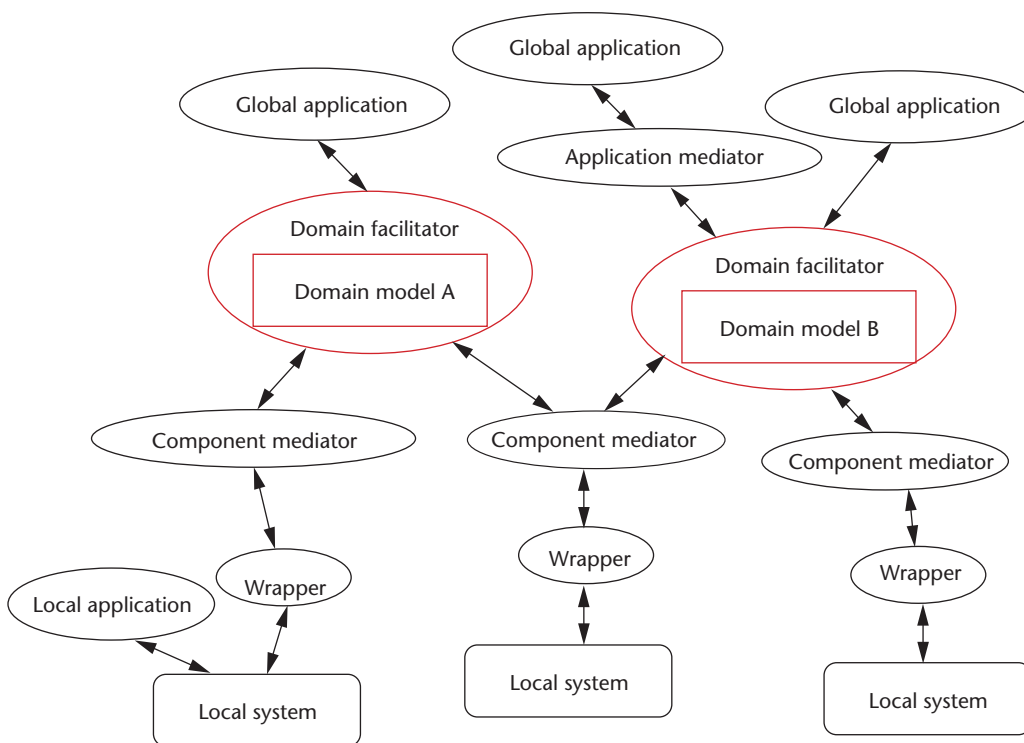 Global application
Global application
Global application
Application mediator
Domain facilitator
Domain model A
Domain facilitator
Domain model B
Component mediator
Component mediator
Component mediator
Wrapper
Wrapper
Wrapper
Local application
Local system
Local system
Local system